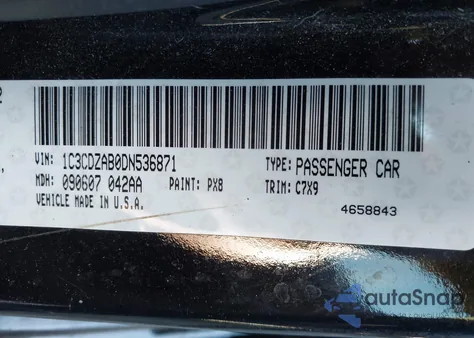 VIN: 1C3CDZAB0DN536871 TYPE: PASSENGER CAR
MDH: 090607 042AA PAINT: PX8 TRIM: C7X9
VEHICLE MADE IN U.S.A.
4658843
autoSnap